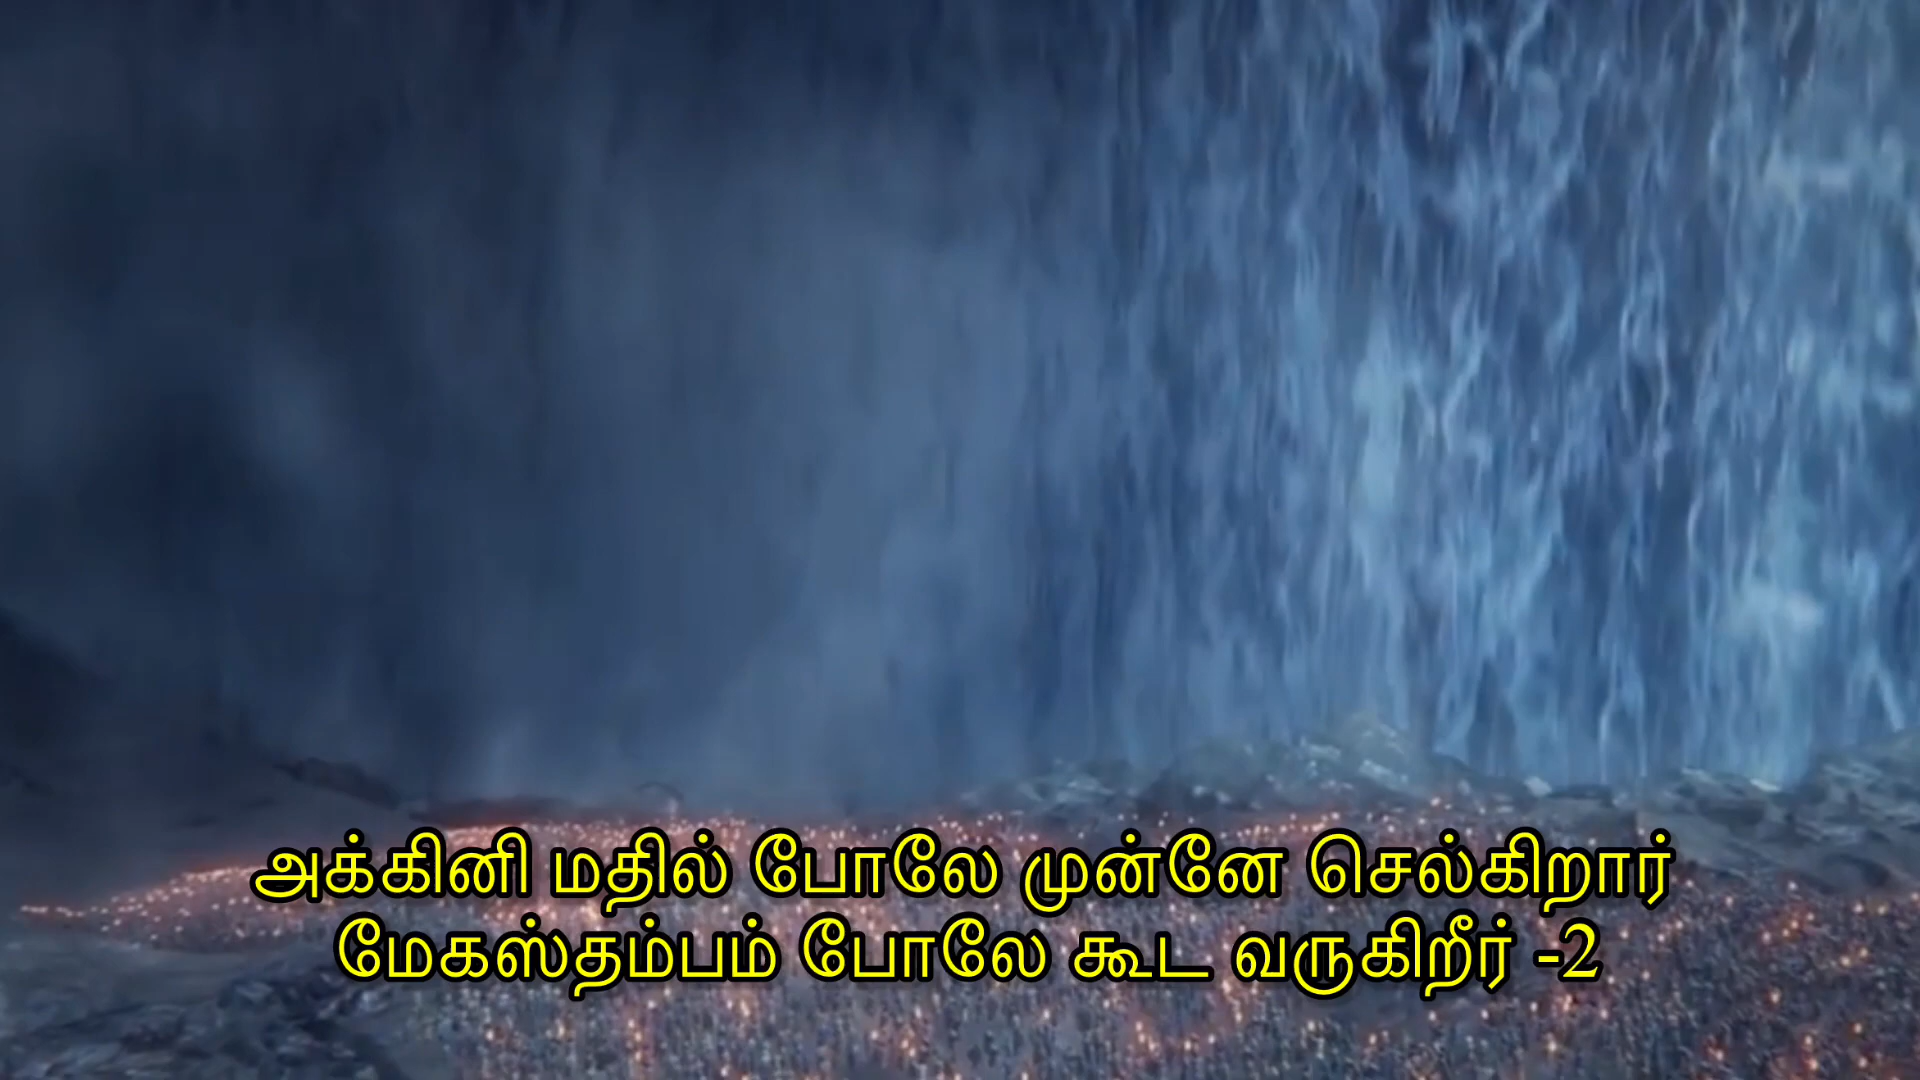 அக்கினி மதில் போலே முன்னே செல்கிறார்
மேகஸ்தம்பம் போலே கூட வருகிறீர் -2